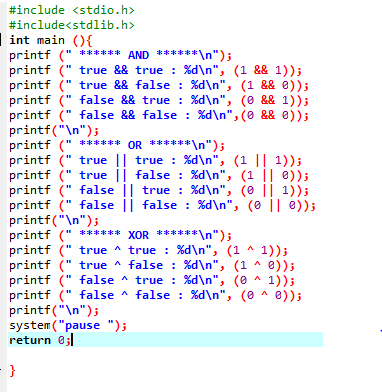 #include <stdio.h>
#include<stdlib.h>
int main (){
printf (" ****** AND ******\n");
printf (" true && true : %d\n", (1 && 1));
printf (" true && false : %d\n", (1 && 0));
printf (" false && true : %d\n", (0 && 1));
printf (" false && false : %d\n",(0 && 0));
printf("\n");
printf (" ****** OR ******\n");
printf (" true || true : %d\n", (1 || 1));
printf (" true || false : %d\n", (1 || 0));
printf (" false || true : %d\n", (0 || 1));
printf (" false || false : %d\n", (0 || 0));
printf("\n");
printf (" ****** XOR ******\n");
printf (" true ^ true : %d\n", (1 ^ 1));
printf (" true ^ false : %d\n", (1 ^ 0));
printf (" false ^ true : %d\n", (0 ^ 1));
printf (" false ^ false : %d\n", (0 ^ 0));
printf("\n");
system("pause ");
return 0;
}